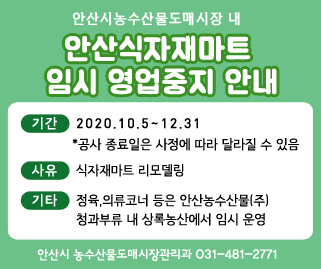 안산시농수산물도매시장 내
안산식자재마트
임시 영업중지 안내
기간 2020.10.5~12.31
*공사 종료일은 사정에 따라 달라질 수 있음
사유 식자재마트 리모델링
기타 정육,의류코너 등은 안산농수산물(주)
청과부류 내 상록농산에서 임시 운영
안산시 농수산물도매시장관리과 031-481-2771